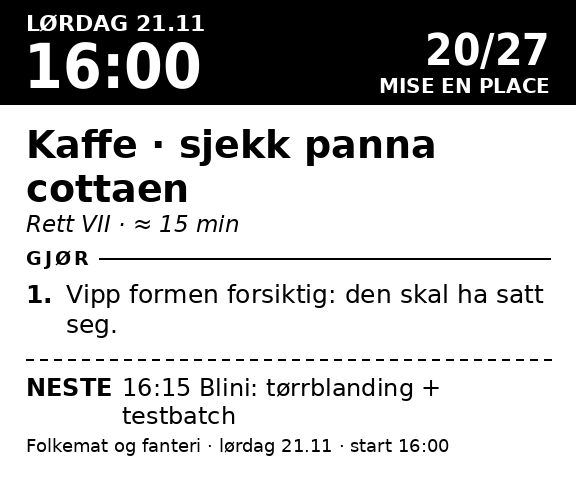 LØRDAG 21.11
16:00
20/27
MISE EN PLACE
Kaffe · sjekk panna
cottaen
Rett VII · ≈ 15 min
GJØR
1. Vipp formen forsiktig: den skal ha satt
seg.
NESTE 16:15 Blini: tørrblanding +
testbatch
Folkemat og fanteri · lørdag 21.11 · start 16:00